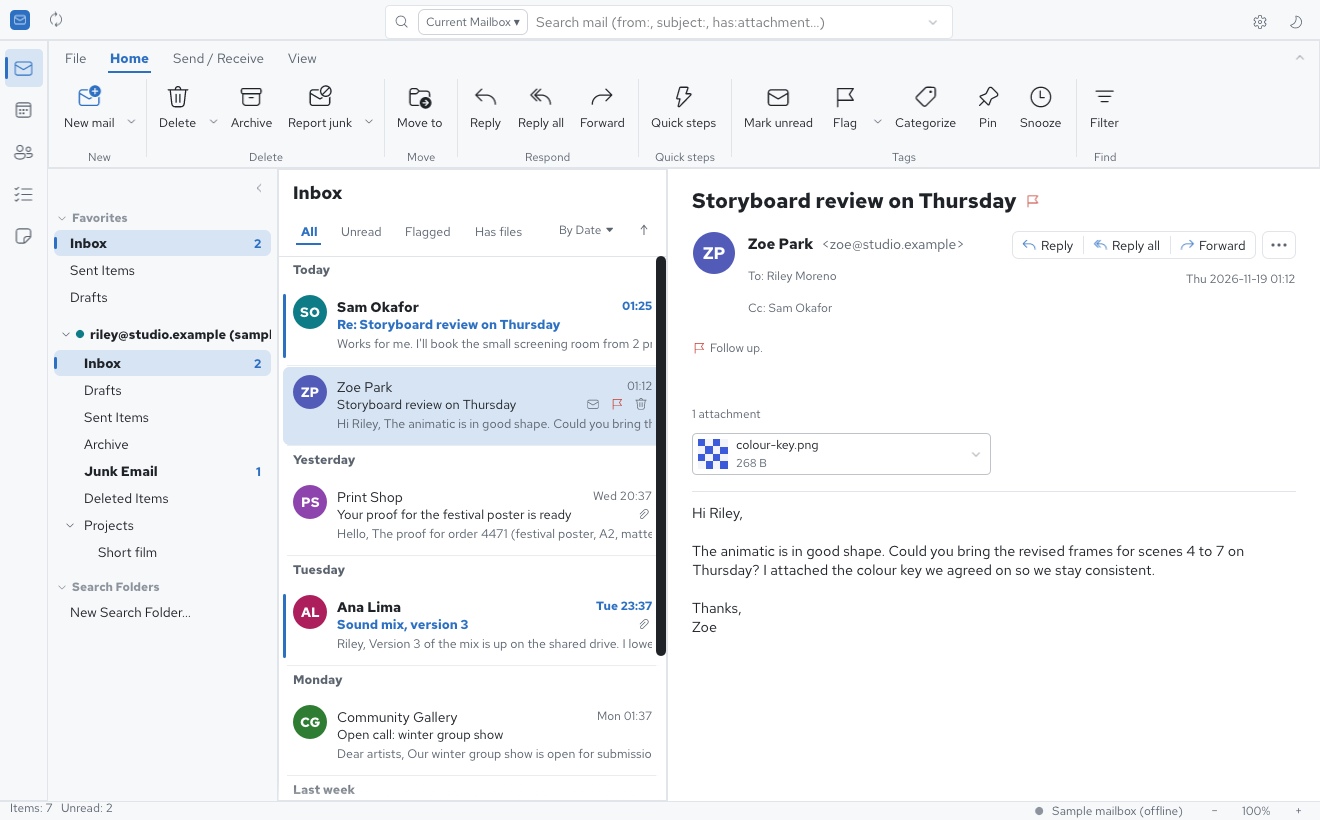 Current Mailbox ▾
Search mail (from:, subject:, has:attachment...)
File
Home
Send / Receive
View
New mail
Delete
Archive
Report junk
Move to
Reply
Reply all
Forward
Quick steps
Mark unread
Flag
Categorize
Pin
Snooze
Filter
New
Delete
Move
Respond
Quick steps
Tags
Find
Favorites
Inbox 2
Sent Items
Drafts
riley@studio.example (sampl
Inbox 2
Drafts
Sent Items
Archive
Junk Email 1
Deleted Items
Projects
Short film
Search Folders
New Search Folder...
Inbox
All
Unread
Flagged
Has files
By Date
Today
SO
Sam Okafor 01:25
Re: Storyboard review on Thursday
Works for me. I'll book the small screening room from 2 pr
ZP
Zoe Park 01:12
Storyboard review on Thursday
Hi Riley, The animatic is in good shape. Could you bring th
Yesterday
PS
Print Shop Wed 20:37
Your proof for the festival poster is ready
Hello, The proof for order 4471 (festival poster, A2, matte
Tuesday
AL
Ana Lima Tue 23:37
Sound mix, version 3
Riley, Version 3 of the mix is up on the shared drive. I lowe
Monday
CG
Community Gallery Mon 01:37
Open call: winter group show
Dear artists, Our winter group show is open for submissio
Last week
Storyboard review on Thursday
ZP
Zoe Park <zoe@studio.example>
Reply
Reply all
Forward
To: Riley Moreno
Thu 2026-11-19 01:12
Cc: Sam Okafor
Follow up.
1 attachment
colour-key.png
268 B
Hi Riley,
The animatic is in good shape. Could you bring the revised frames for scenes 4 to 7 on
Thursday? I attached the colour key we agreed on so we stay consistent.
Thanks,
Zoe
Items: 7 Unread: 2
Sample mailbox (offline)
− 100% +